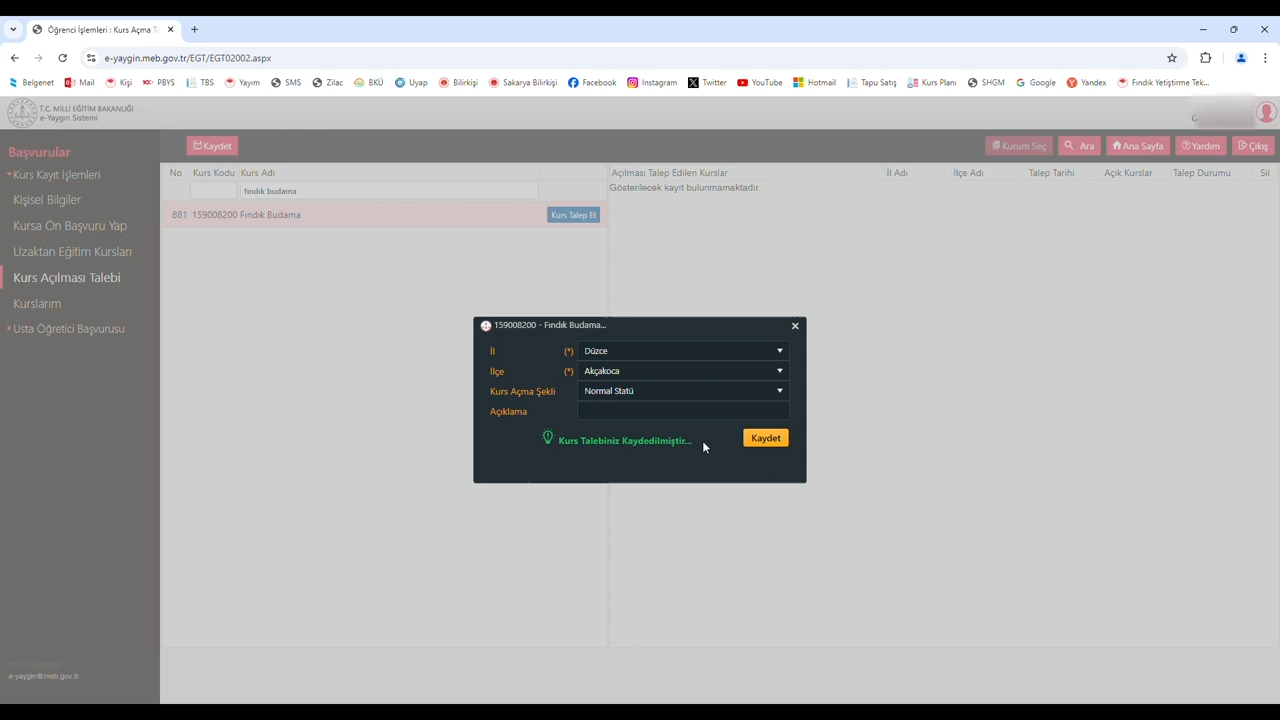 Öğrenci İşlemleri : Kurs Açma T
e-yaygin.meb.gov.tr/EGT/EGT02002.aspx
Belgenet Mail Kişi PBYS TBS Yayım SMS Zilac BKÜ Uyap Bilirkişi Sakarya Bilirkişi Facebook Instagram Twitter YouTube Hotmail Tapu Satış Kurs Planı SHGM Google Yandex Fındık Yetiştirme Tek...
T.C. MİLLİ EĞİTİM BAKANLIĞI
e-Yaygın Sistemi
Kaydet Kurum Seç Ara Ana Sayfa Yardım Çıkış
Başvurular
Kurs Kayıt İşlemleri
Kişisel Bilgiler
Kursa Ön Başvuru Yap
Uzaktan Eğitim Kursları
Kurs Açılması Talebi
Kurslarım
Usta Öğretici Başvurusu
No Kurs Kodu Kurs Adı
fındık budama
881 159008200 Fındık Budama Kurs Talep Et
Açılması Talep Edilen Kurslar İl Adı İlçe Adı Talep Tarihi Açık Kurslar Talep Durumu Sil
Gösterilecek kayıt bulunmamaktadır.
159008200 - Fındık Budama...
İl (*) Düzce
İlçe (*) Akçakoca
Kurs Açma Şekli Normal Statü
Açıklama
Kurs Talebiniz Kaydedilmiştir... Kaydet
e-yaygin@meb.gov.tr